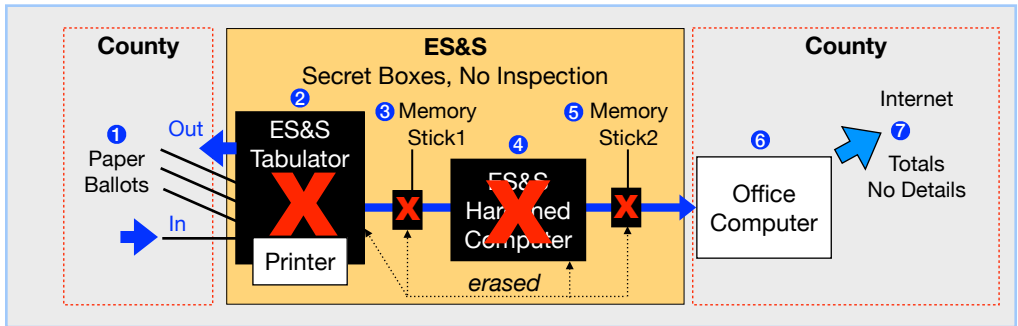 County
ES&S
Secret Boxes, No Inspection
County
1
Paper
Ballots
Out
In
2
ES&S
Tabulator
X
Printer
3 Memory
Stick1
X
4
ES&S
Hardened
Computer
X
5 Memory
Stick2
X
erased
6
Office
Computer
Internet
7
Totals
No Details